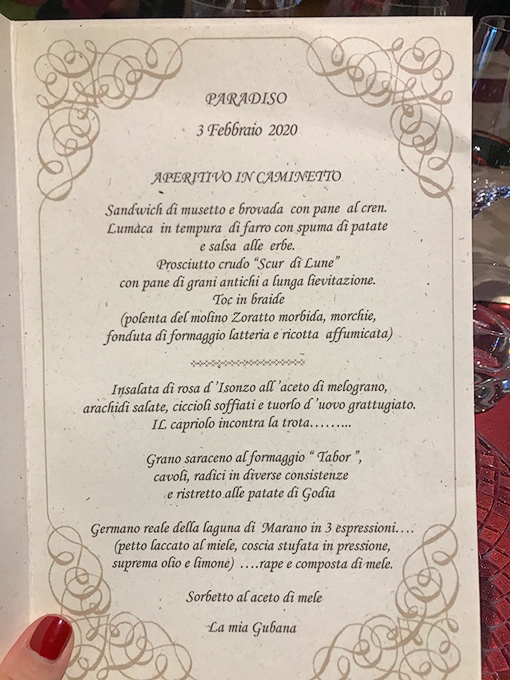 PARADISO
3 Febbraio 2020
APERITIVO IN CAMINETTO
Sandwich di musetto e brovada con pane al cren.
Lumaca in tempura di farro con spuma di patate
e salsa alle erbe.
Prosciutto crudo "Scur di Lune"
con pane di grani antichi a lunga lievitazione.
Toc in braide
(polenta del molino Zoratto morbida, morchie,
fonduta di formaggio latteria e ricotta affumicata)
Insalata di rosa d'Isonzo all'aceto di melograno,
arachidi salate, ciccioli soffiati e tuorlo d'uovo grattugiato.
IL capriolo incontra la trota........
Grano saraceno al formaggio " Tabor ",
cavoli, radici in diverse consistenze
e ristretto alle patate di Godia
Germano reale della laguna di Marano in 3 espressioni....
(petto laccato al miele, coscia stufata in pressione,
suprema olio e limone) ....rape e composta di mele.
Sorbetto al aceto di mele
La mia Gubana